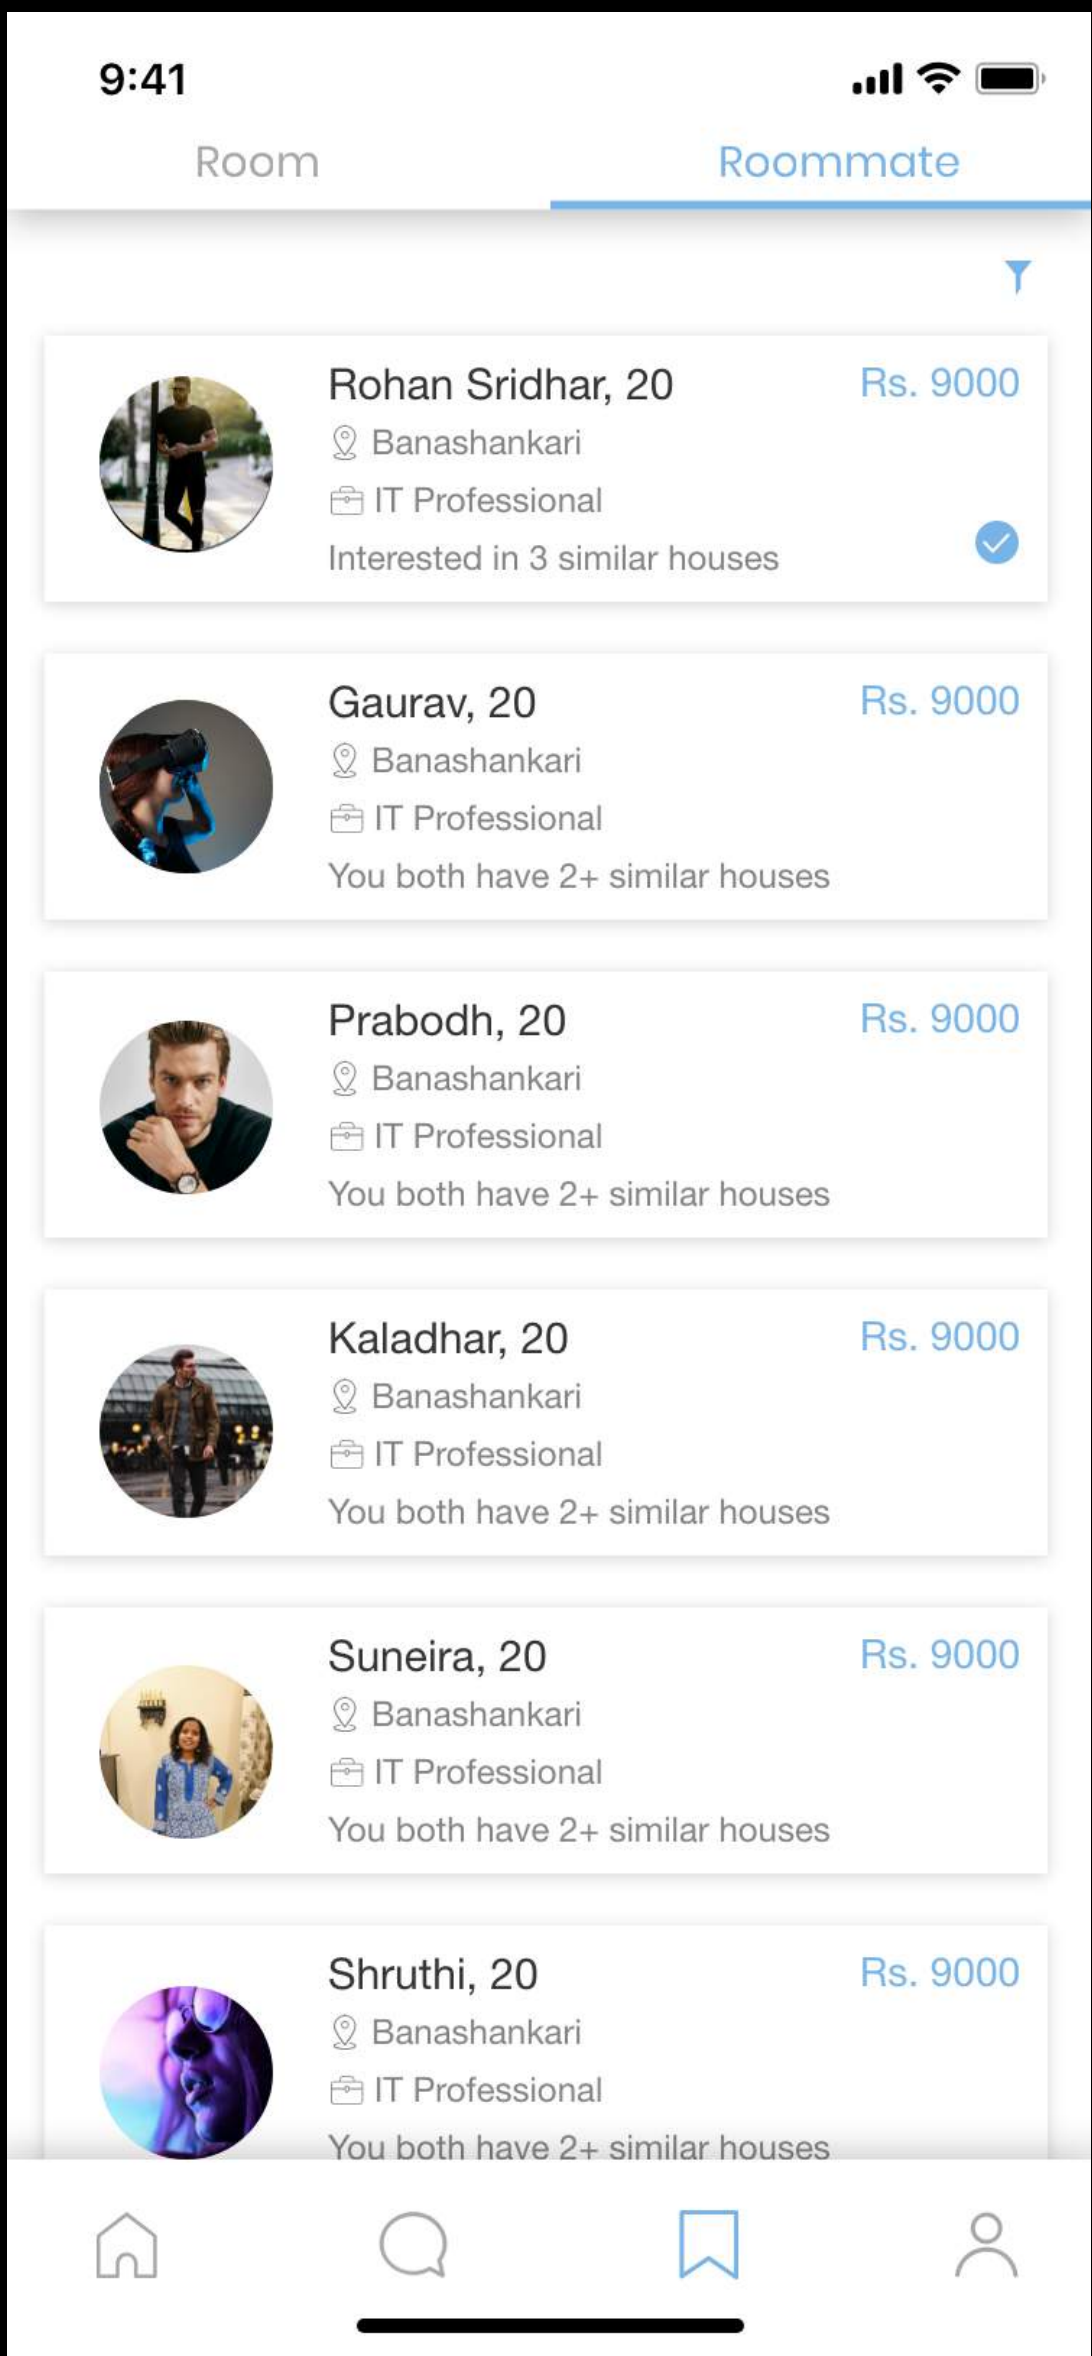 9:41
Room Roommate
Rohan Sridhar, 20 Rs. 9000
Banashankari
IT Professional
Interested in 3 similar houses
Gaurav, 20 Rs. 9000
Banashankari
IT Professional
You both have 2+ similar houses
Prabodh, 20 Rs. 9000
Banashankari
IT Professional
You both have 2+ similar houses
Kaladhar, 20 Rs. 9000
Banashankari
IT Professional
You both have 2+ similar houses
Suneira, 20 Rs. 9000
Banashankari
IT Professional
You both have 2+ similar houses
Shruthi, 20 Rs. 9000
Banashankari
IT Professional
You both have 2+ similar houses